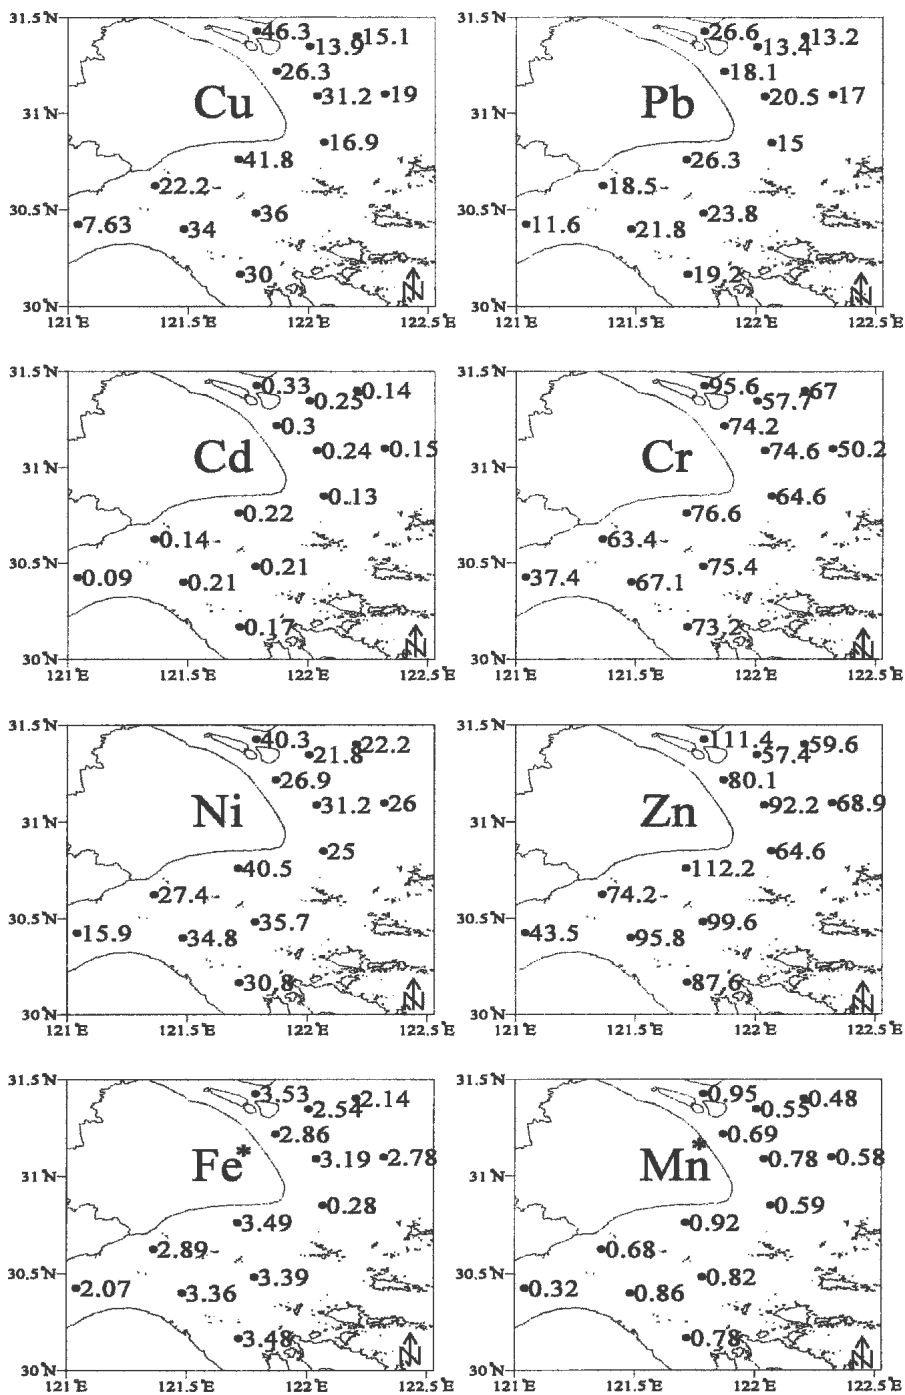 31.5°N
46.3
15.1
13.9
26.3
31.2
19
31°N
Cu
16.9
41.8
22.2
30.5°N
36
7.63
34
30
30°N
N
121°E
121.5°E
122°E
122.5°E
31.5°N
26.6
13.2
13.4
18.1
20.5
17
31°N
Pb
15
26.3
18.5
30.5°N
23.8
11.6
21.8
19.2
30°N
N
121°E
121.5°E
122°E
122.5°E
31.5°N
0.33
0.14
0.25
0.3
0.24
0.15
31°N
Cd
0.13
0.22
0.14
30.5°N
0.21
0.09
0.21
0.17
30°N
N
121°E
121.5°E
122°E
122.5°E
31.5°N
95.6
67
57.7
74.2
74.6
50.2
31°N
Cr
64.6
76.6
63.4
30.5°N
75.4
37.4
67.1
73.2
30°N
N
121°E
121.5°E
122°E
122.5°E
31.5°N
40.3
22.2
21.8
26.9
31.2
26
31°N
Ni
25
40.5
27.4
30.5°N
35.7
15.9
34.8
30.8
30°N
N
121°E
121.5°E
122°E
122.5°E
31.5°N
111.4
59.6
57.4
80.1
92.2
68.9
31°N
Zn
64.6
112.2
74.2
30.5°N
99.6
43.5
95.8
87.6
30°N
N
121°E
121.5°E
122°E
122.5°E
31.5°N
3.53
2.14
2.54
2.86
3.19
2.78
31°N
Fe*
0.28
3.49
2.89
30.5°N
3.39
2.07
3.36
3.48
30°N
N
121°E
121.5°E
122°E
122.5°E
31.5°N
0.95
0.48
0.55
0.69
0.78
0.58
31°N
Mn*
0.59
0.92
0.68
30.5°N
0.82
0.32
0.86
0.78
30°N
N
121°E
121.5°E
122°E
122.5°E